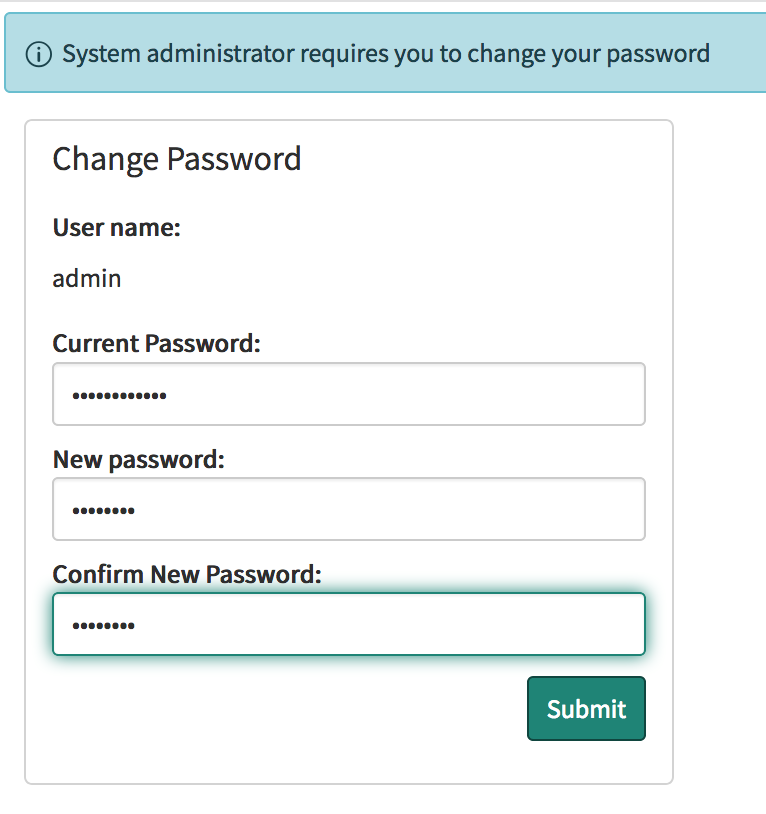 System administrator requires you to change your password
Change Password
User name:
admin
Current Password:
••••••••••••
New password:
••••••••
Confirm New Password:
••••••••
Submit